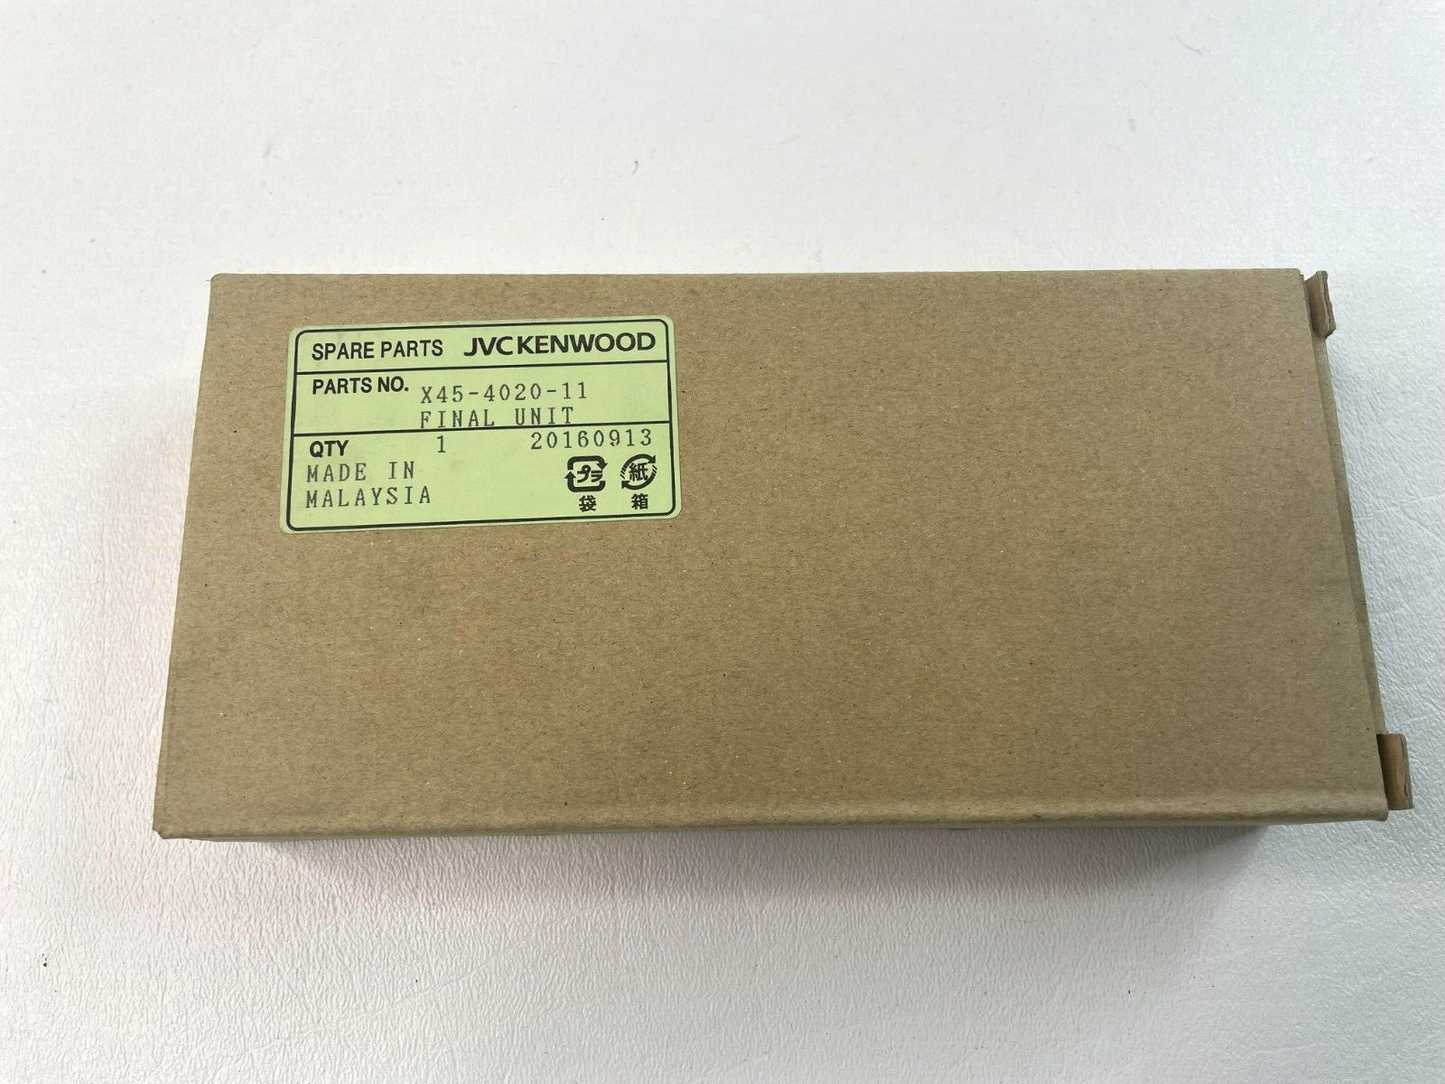 SPARE PARTS JVCKENWOOD
PARTS NO. X45-4020-11
FINAL UNIT
QTY 1 20160913
MADE IN
MALAYSIA
プラ 紙
袋 箱